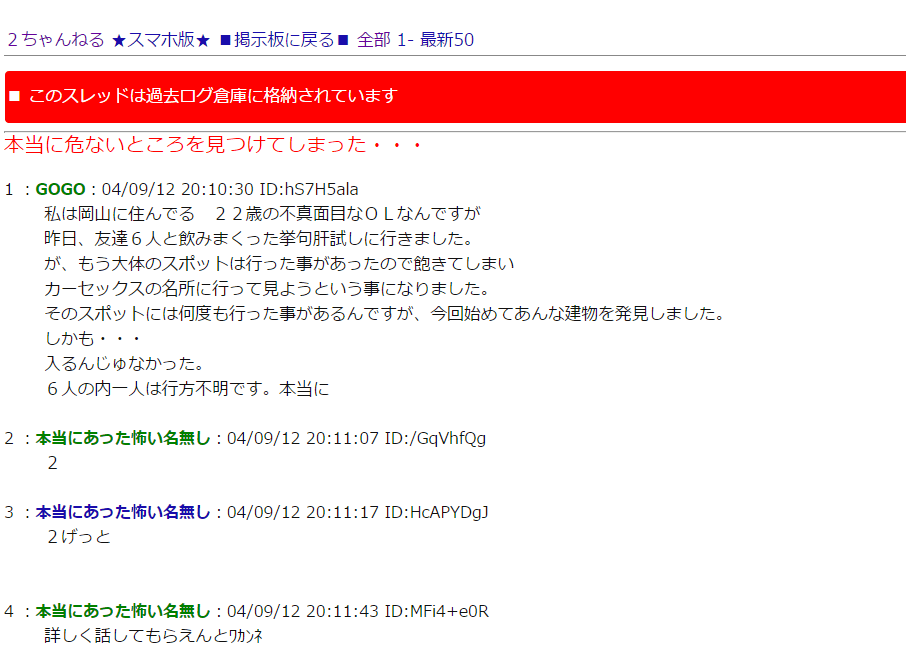 ２ちゃんねる ★スマホ版★ ■掲示板に戻る■ 全部 1- 最新50
■ このスレッドは過去ログ倉庫に格納されています
本当に危ないところを見つけてしまった・・・
1 ：GOGO：04/09/12 20:10:30 ID:hS7H5ala
私は岡山に住んでる　２２歳の不真面目なＯＬなんですが
昨日、友達６人と飲みまくった挙句肝試しに行きました。
が、もう大体のスポットは行った事があったので飽きてしまい
カーセックスの名所に行って見ようという事になりました。
そのスポットには何度も行った事があるんですが、今回始めてあんな建物を発見しました。
しかも・・・
入るんじゅなかった。
６人の内一人は行方不明です。本当に
2 ：本当にあった怖い名無し：04/09/12 20:11:07 ID:/GqVhfQg
２
3 ：本当にあった怖い名無し：04/09/12 20:11:17 ID:HcAPYDgJ
２げっと
4 ：本当にあった怖い名無し：04/09/12 20:11:43 ID:MFi4+e0R
詳しく話してもらえんとﾜｶﾝﾈ